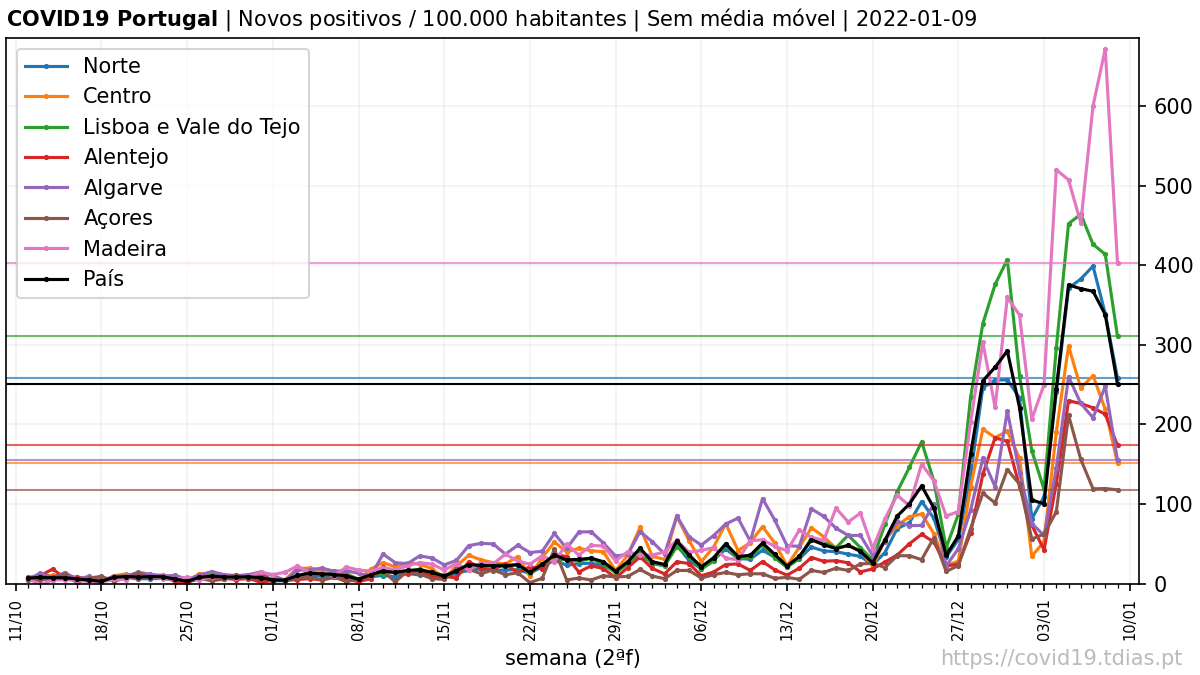 COVID19 Portugal | Novos positivos / 100.000 habitantes | Sem média móvel | 2022-01-09
Norte
Centro
Lisboa e Vale do Tejo
Alentejo
Algarve
Açores
Madeira
País
600
500
400
300
200
100
0
11/10 18/10 25/10 01/11 08/11 15/11 22/11 29/11 06/12 13/12 20/12 27/12 03/01 10/01
semana (2ªf)
https://covid19.tdias.pt